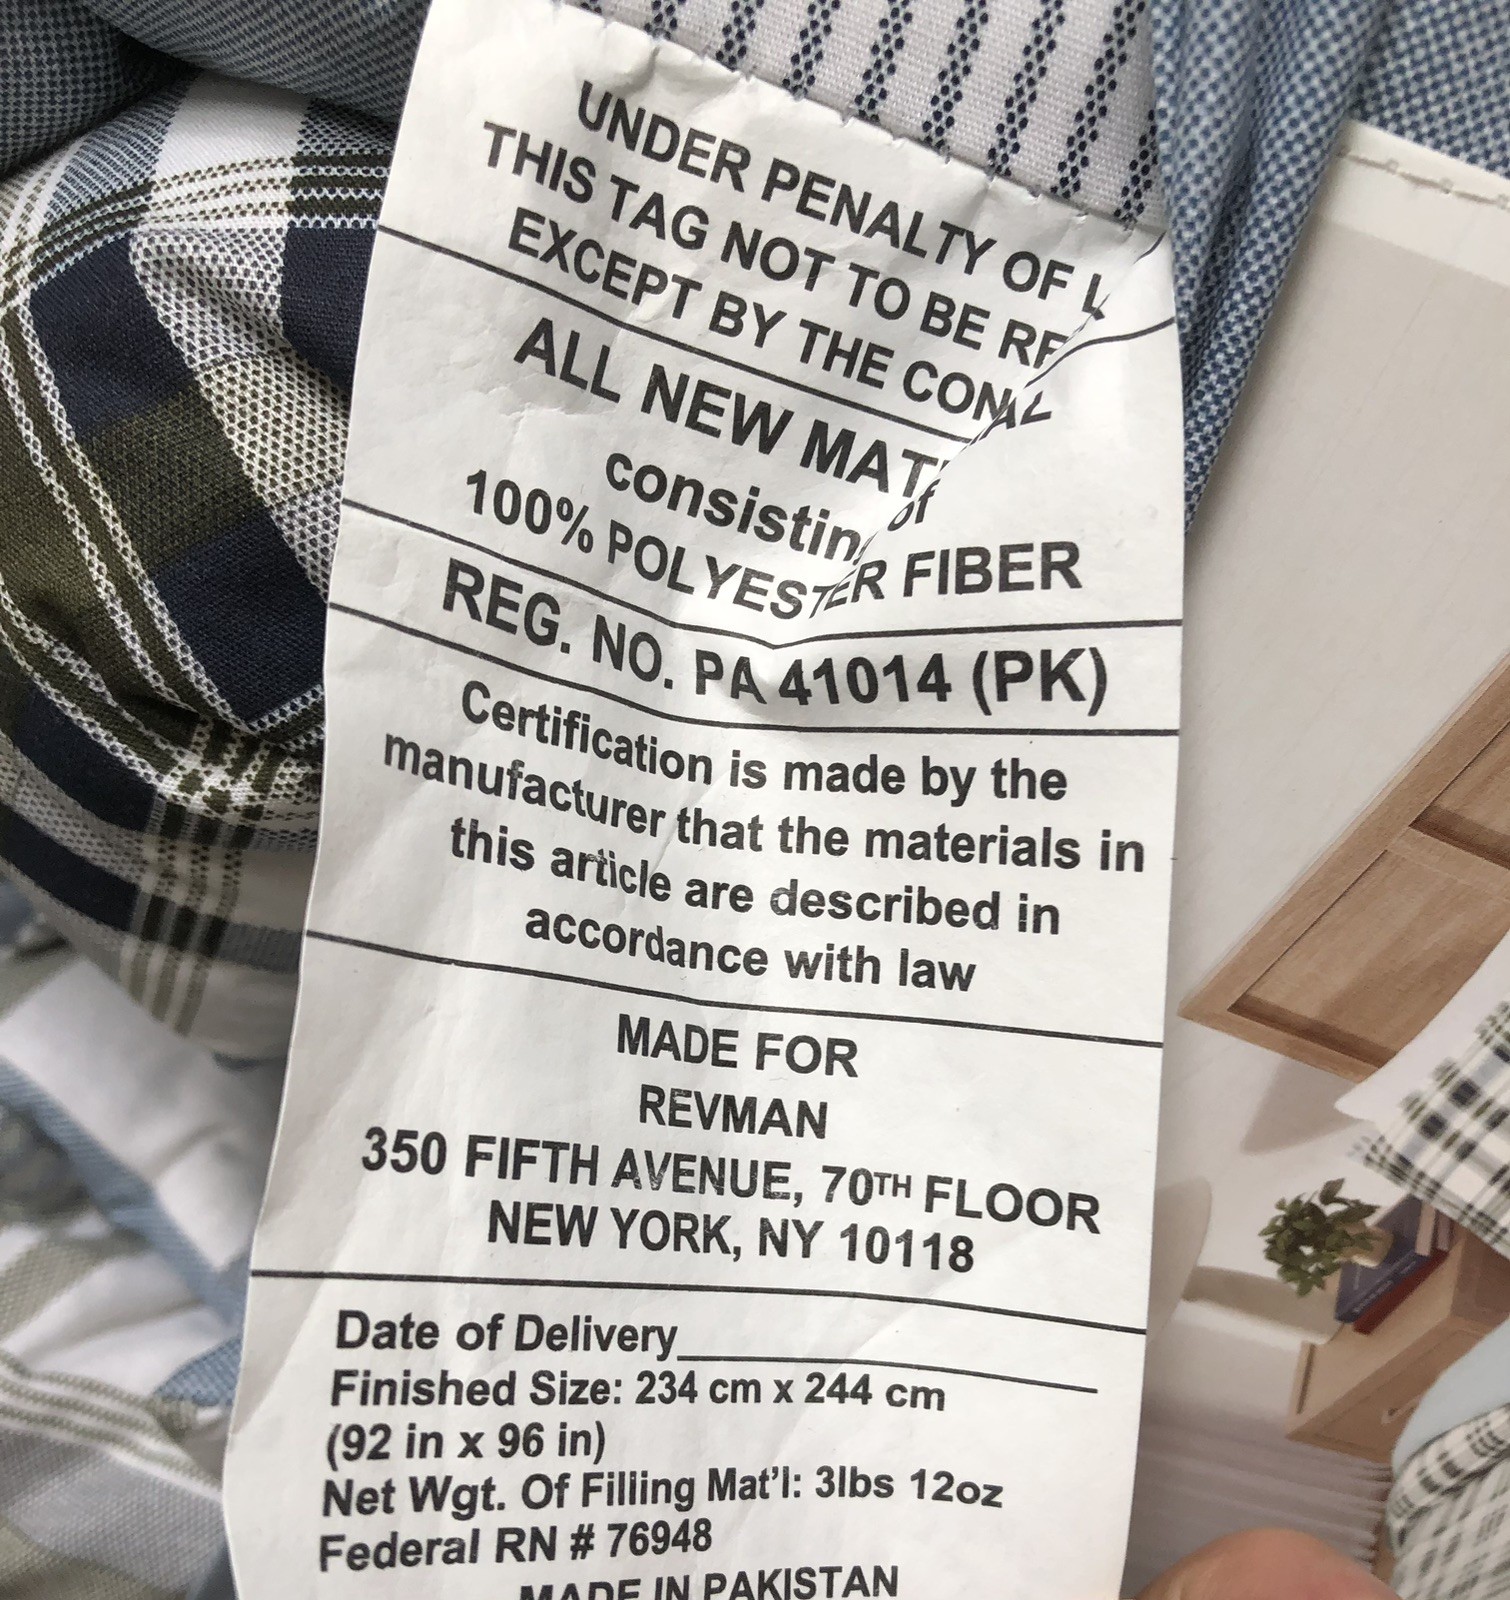 UNDER PENALTY OF L
THIS TAG NOT TO BE RE
EXCEPT BY THE CON
ALL NEW MAT
consistin of
100% POLYESTER FIBER
REG. NO. PA 41014 (PK)
Certification is made by the
manufacturer that the materials in
this article are described in
accordance with law
MADE FOR
REVMAN
350 FIFTH AVENUE, 70TH FLOOR
NEW YORK, NY 10118
Date of Delivery
Finished Size: 234 cm x 244 cm
(92 in x 96 in)
Net Wgt. Of Filling Mat'l: 3lbs 12oz
Federal RN # 76948
MADE IN PAKISTAN